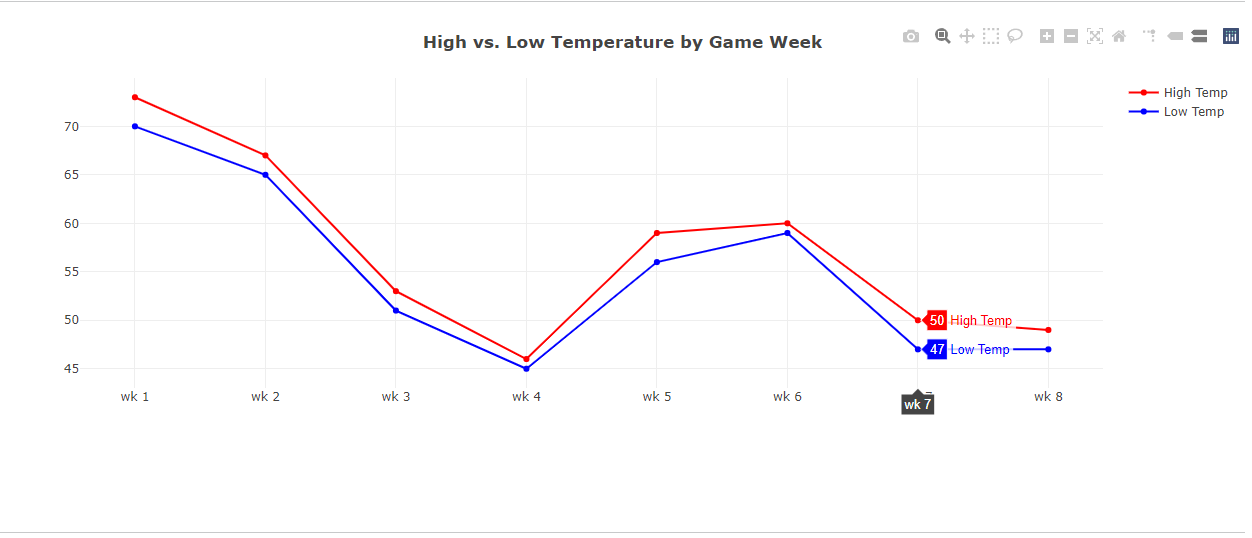 High vs. Low Temperature by Game Week
High Temp
Low Temp
70
65
60
55
50
45
50 High Temp
47 Low Temp
wk 1 wk 2 wk 3 wk 4 wk 5 wk 6 wk 7 wk 8